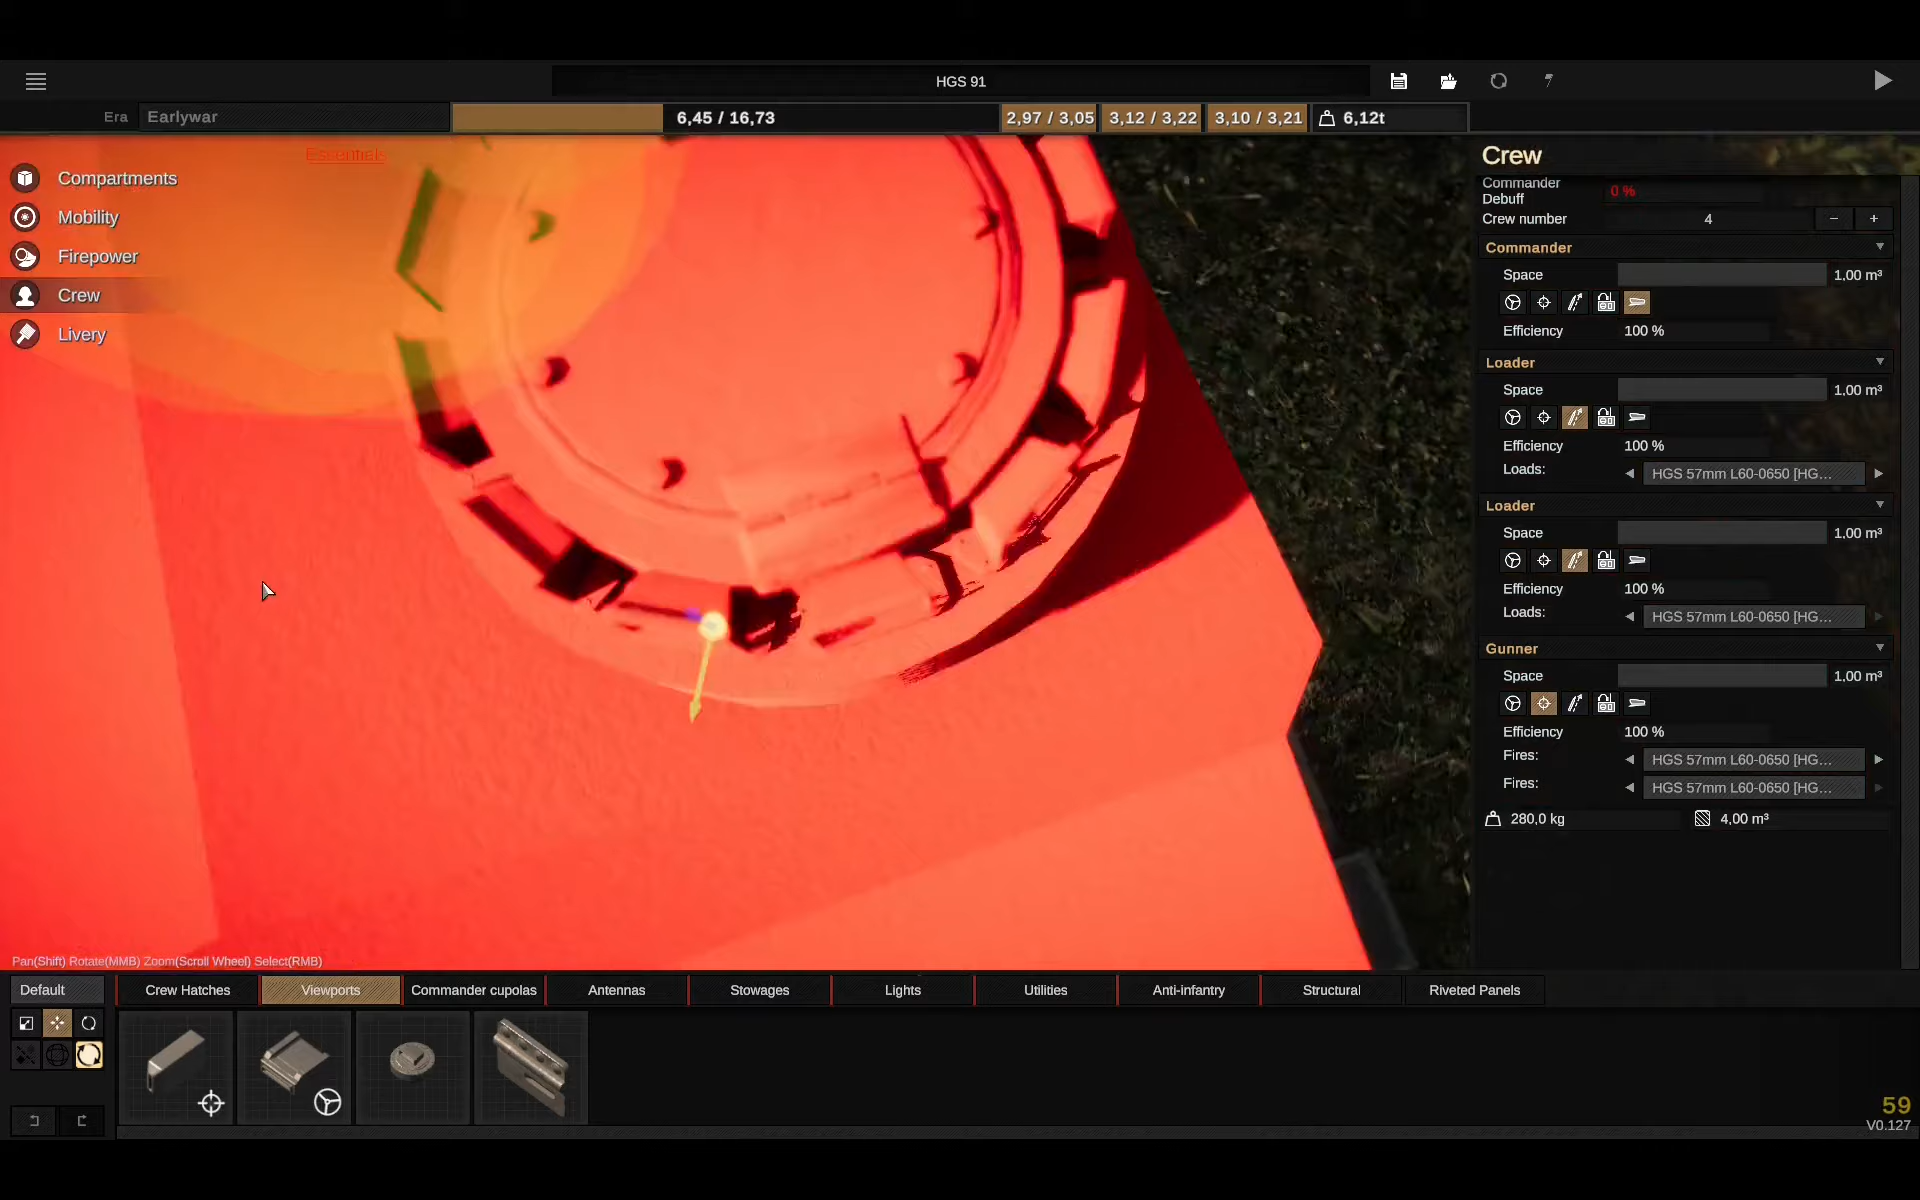 HGS 91
Era
Earlywar
6,45 / 16,73
2,97 / 3,05
3,12 / 3,22
3,10 / 3,21
6,12t
Essentials
Compartments
Mobility
Firepower
Crew
Livery
Crew
Commander
Debuff
0 %
Crew number
4
Commander
Space
1,00 m³
Efficiency
100 %
Loader
Space
1,00 m³
Efficiency
100 %
Loads:
HGS 57mm L60-0650 [HG...
Loader
Space
1,00 m³
Efficiency
100 %
Loads:
HGS 57mm L60-0650 [HG...
Gunner
Space
1,00 m³
Efficiency
100 %
Fires:
HGS 57mm L60-0650 [HG...
Fires:
HGS 57mm L60-0650 [HG...
280,0 kg
4,00 m³
Pan(Shift) Rotate(MMB) Zoom(Scroll Wheel) Select(RMB)
Default
Crew Hatches
Viewports
Commander cupolas
Antennas
Stowages
Lights
Utilities
Anti-infantry
Structural
Riveted Panels
59
V0.127